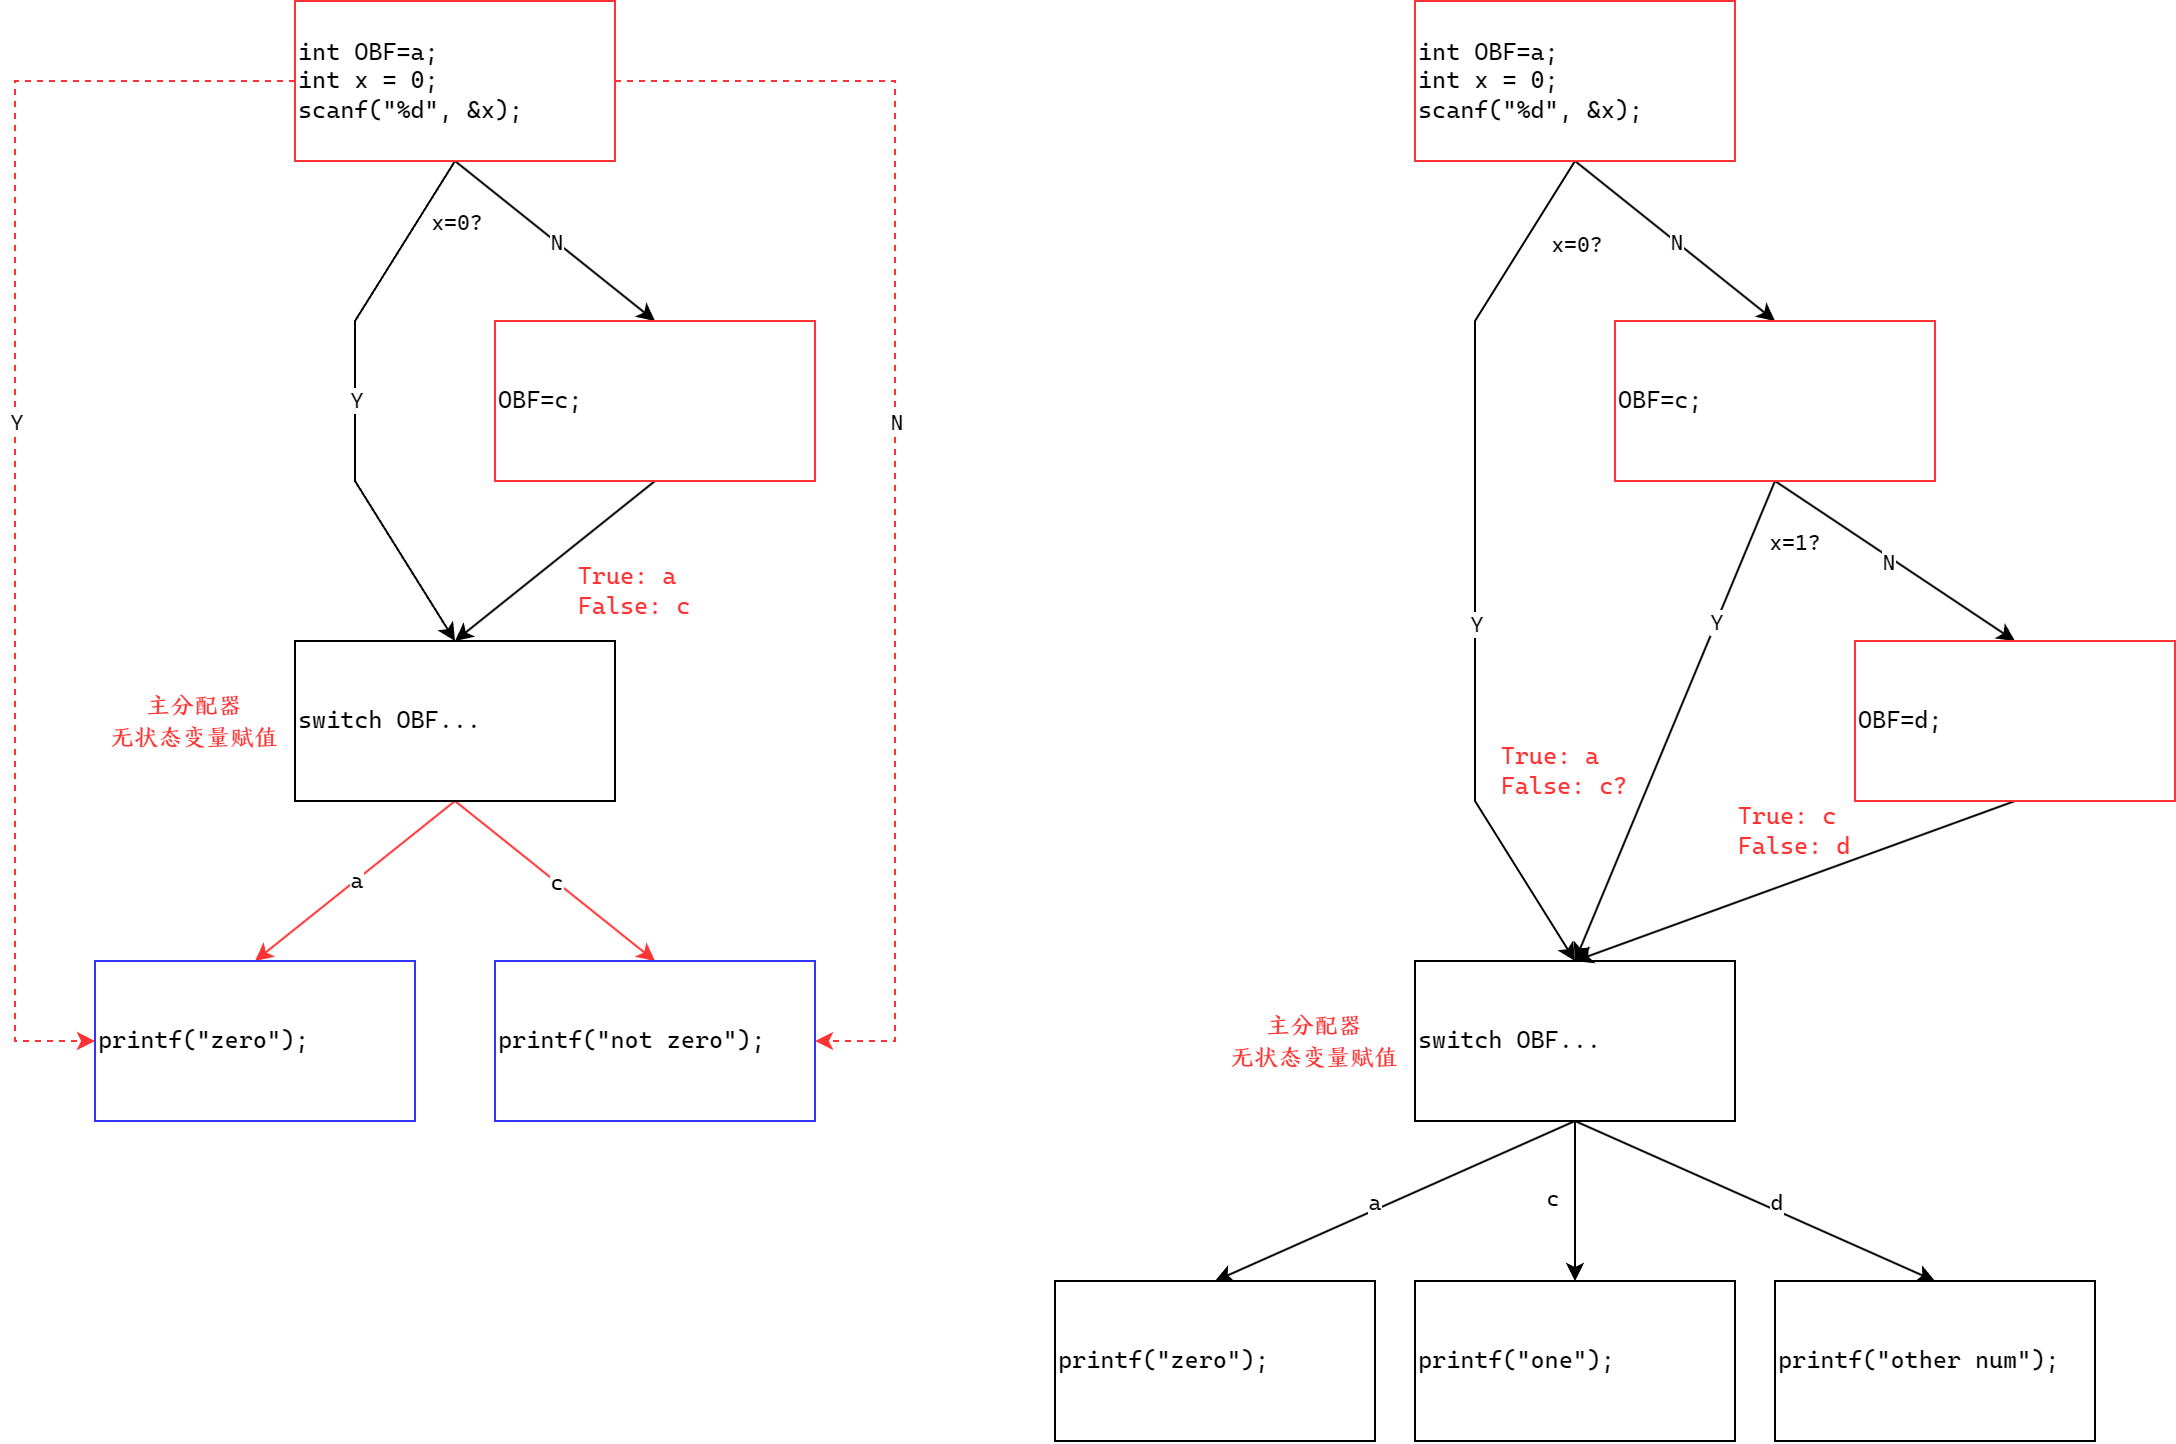 int OBF=a;
int x = 0;
scanf("%d", &x);
x=0?
N
Y
OBF=c;
Y
N
True: a
False: c
主分配器
无状态变量赋值
switch OBF...
a
c
printf("zero");
printf("not zero");
int OBF=a;
int x = 0;
scanf("%d", &x);
x=0?
N
OBF=c;
x=1?
N
Y
Y
OBF=d;
True: a
False: c?
True: c
False: d
主分配器
无状态变量赋值
switch OBF...
a
c
d
printf("zero");
printf("one");
printf("other num");